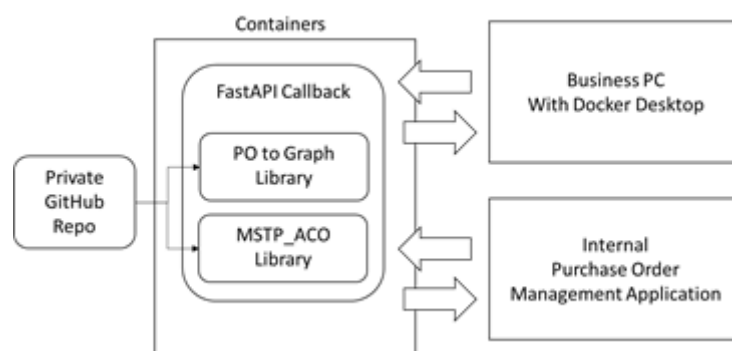 Containers
FastAPI Callback
PO to Graph
Library
MSTP_ACO
Library
Private
GitHub
Repo
Business PC
With Docker Desktop
Internal
Purchase Order
Management Application